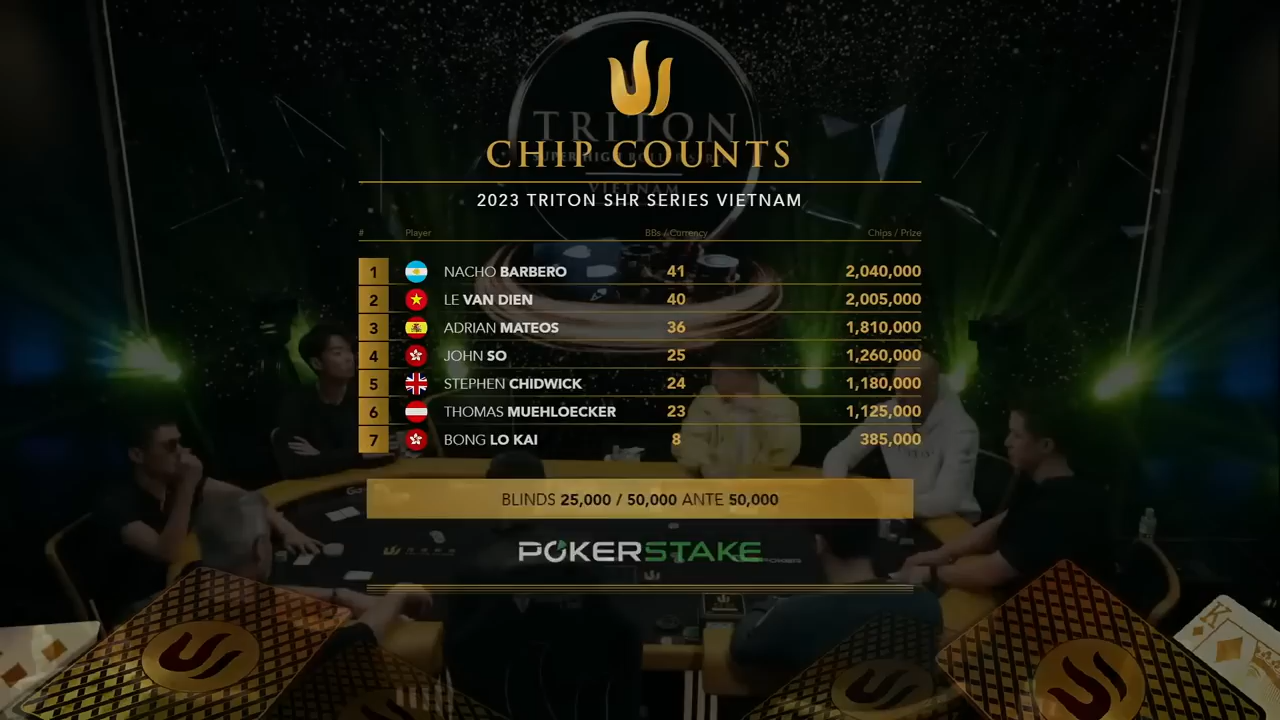 TRITON
CHIP COUNTS
VIETNAM
2023 TRITON SHR SERIES VIETNAM
# Player BBs / Currency Chips / Prize
1 NACHO BARBERO 41 2,040,000
2 LE VAN DIEN 40 2,005,000
3 ADRIAN MATEOS 36 1,810,000
4 JOHN SO 25 1,260,000
5 STEPHEN CHIDWICK 24 1,180,000
6 THOMAS MUEHLOECKER 23 1,125,000
7 BONG LO KAI 8 385,000
BLINDS 25,000 / 50,000 ANTE 50,000
POKERSTAKE
K